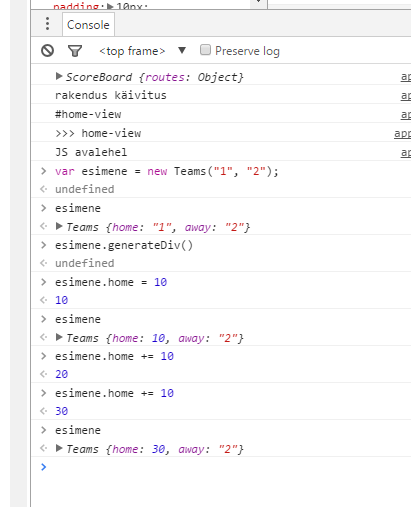 padding: 10px;
Console
<top frame> ▼ Preserve log
▶ ScoreBoard {routes: Object} ap
rakendus käivitus ap
#home-view ap
>>> home-view app
JS avalehel ap
> var esimene = new Teams("1", "2");
undefined
> esimene
▶ Teams {home: "1", away: "2"}
> esimene.generateDiv()
undefined
> esimene.home = 10
10
> esimene
▶ Teams {home: 10, away: "2"}
> esimene.home += 10
20
> esimene.home += 10
30
> esimene
▶ Teams {home: 30, away: "2"}
>